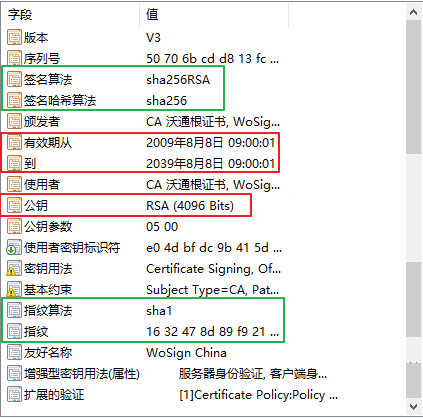 字段 值
版本 V3
序列号 50 70 6b cd d8 13 fc ...
签名算法 sha256RSA
签名哈希算法 sha256
颁发者 CA 沃通根证书, WoSig...
有效期从 2009年8月8日 09:00:01
到 2039年8月8日 09:00:01
使用者 CA 沃通根证书, WoSig...
公钥 RSA (4096 Bits)
公钥参数 05 00
使用者密钥标识符 e0 4d bf dc 9b 41 5d ...
密钥用法 Certificate Signing, Of...
基本约束 Subject Type=CA, Pat...
指纹算法 sha1
指纹 16 32 47 8d 89 f9 21 ...
友好名称 WoSign China
增强型密钥用法(属性) 服务器身份验证, 客户端身...
扩展的验证 [1]Certificate Policy:Policy ...